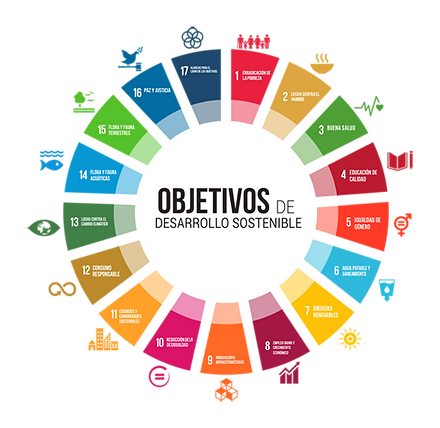 OBJETIVOS DE
DESARROLLO SOSTENIBLE
1 ERRADICACIÓN DE
LA POBREZA
2 LUCHA CONTRA EL
HAMBRE
3 BUENA SALUD
4 EDUCACIÓN DE
CALIDAD
5 IGUALDAD DE
GÉNERO
6 AGUA POTABLE Y
SANEAMIENTO
7 ENERGÍAS
RENOVABLES
8 EMPLEO DIGNO Y
CRECIMIENTO
ECONÓMICO
9 INNOVACIÓN E
INFRAESTRUCTURAS
10 REDUCCIÓN DE LA
DESIGUALDAD
11 CIUDADES Y
COMUNIDADES
SOSTENIBLES
12 CONSUMO
RESPONSABLE
13 LUCHA CONTRA EL
CAMBIO CLIMÁTICO
14 FLORA Y FAUNA
ACUÁTICAS
15 FLORA Y FAUNA
TERRESTRES
16 PAZ Y JUSTICIA
17 ALIANZAS PARA EL
LOGRO DE LOS OBJETIVOS